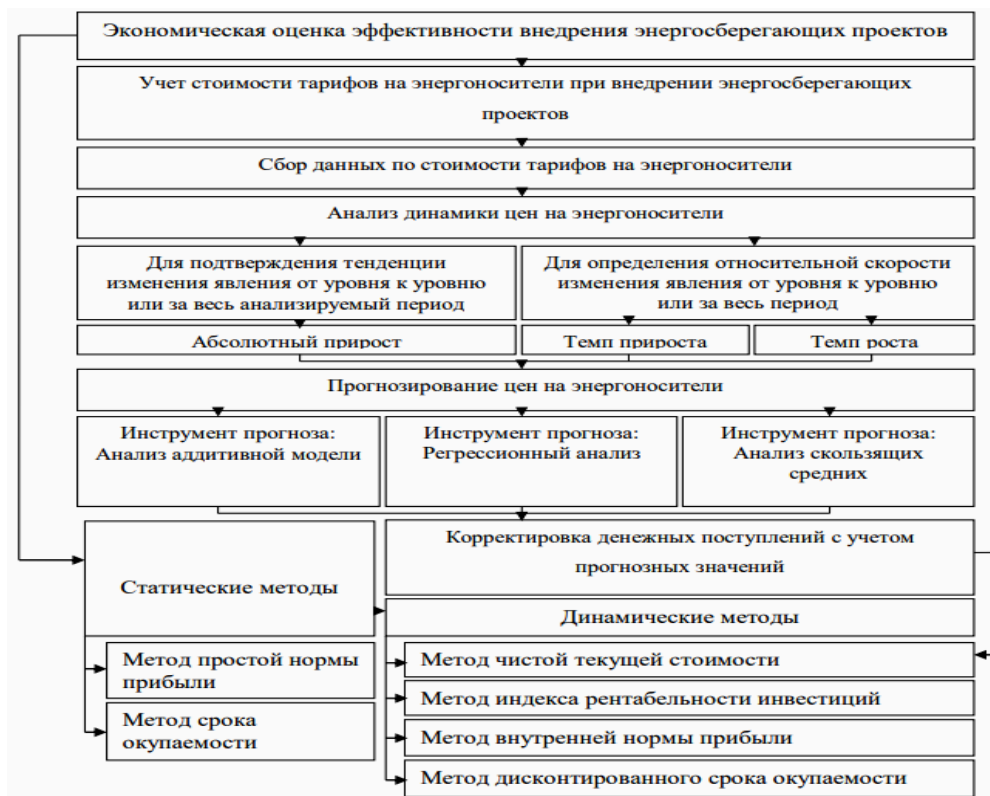 Экономическая оценка эффективности внедрения энергосберегающих проектов
Учет стоимости тарифов на энергоносители при внедрении энергосберегающих
проектов
Сбор данных по стоимости тарифов на энергоносители
Анализ динамики цен на энергоносители
Для подтверждения тенденции
изменения явления от уровня к уровню
или за весь анализируемый период
Для определения относительной скорости
изменения явления от уровня к уровню
или за весь период
Абсолютный прирост
Темп прироста
Темп роста
Прогнозирование цен на энергоносители
Инструмент прогноза:
Анализ аддитивной модели
Инструмент прогноза:
Регрессионный анализ
Инструмент прогноза:
Анализ скользящих
средних
Корректировка денежных поступлений с учетом
прогнозных значений
Статические методы
Динамические методы
Метод простой нормы
прибыли
Метод срока
окупаемости
Метод чистой текущей стоимости
Метод индекса рентабельности инвестиций
Метод внутренней нормы прибыли
Метод дисконтированного срока окупаемости